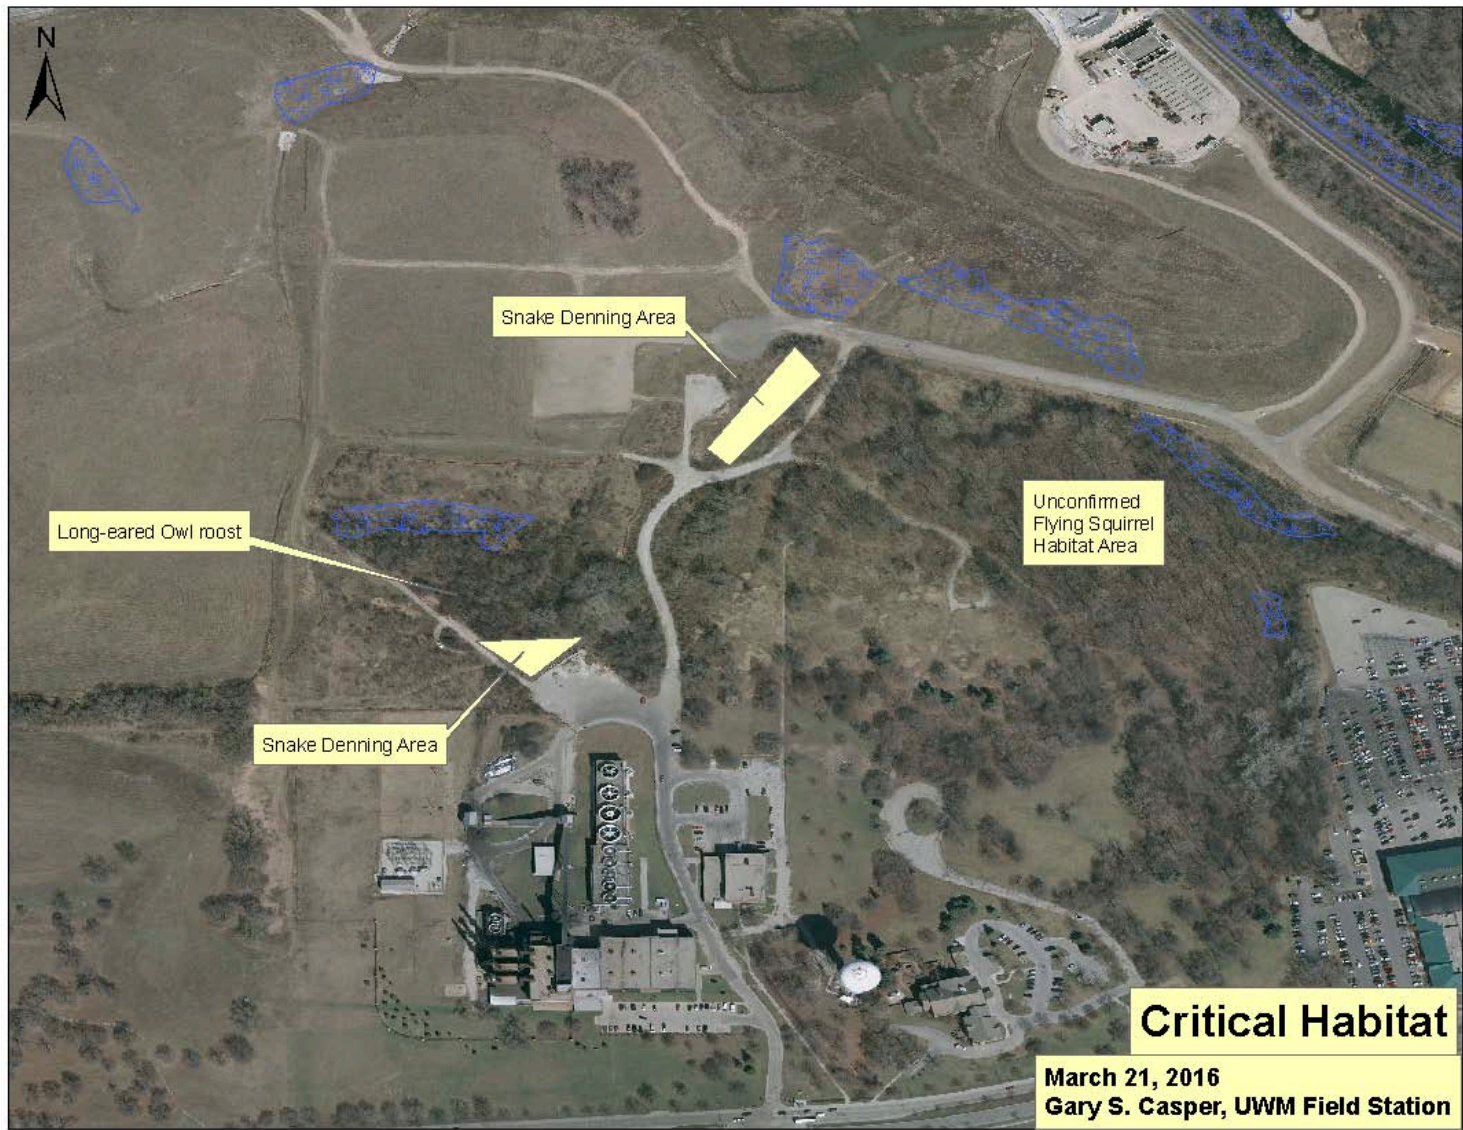 N
Snake Denning Area
Long-eared Owl roost
Unconfirmed
Flying Squirrel
Habitat Area
Snake Denning Area
Critical Habitat
March 21, 2016
Gary S. Casper, UWM Field Station